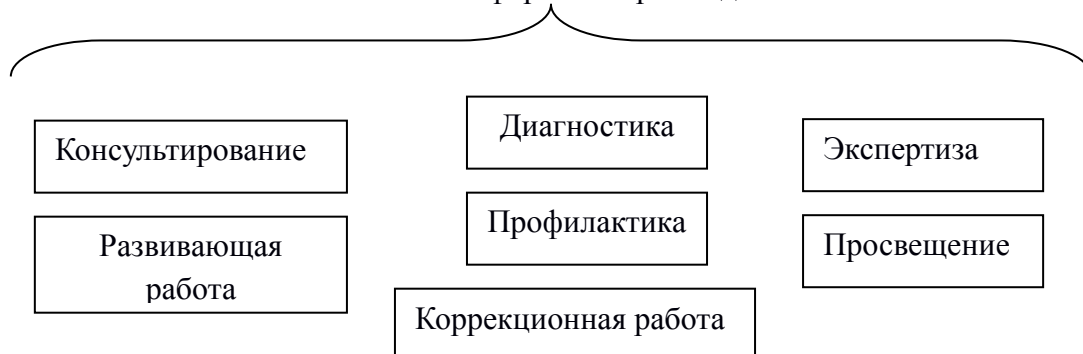 Консультирование
Диагностика
Экспертиза
Развивающая
работа
Профилактика
Просвещение
Коррекционная работа